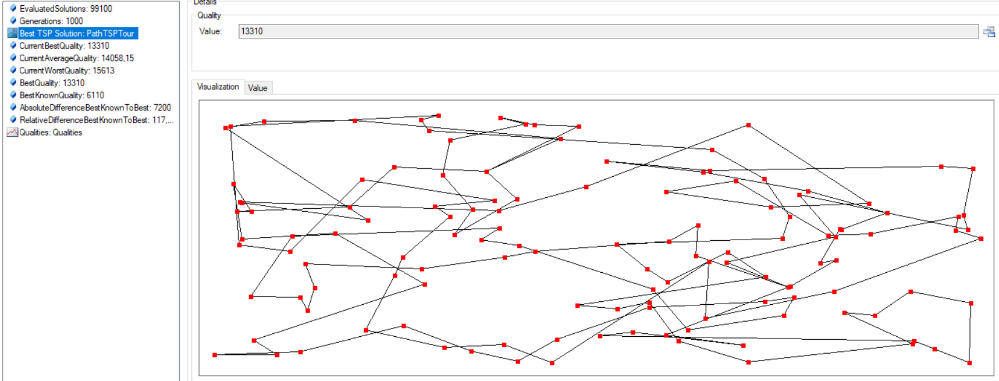 EvaluatedSolutions: 99100
Generations: 1000
Best TSP Solution: PathTSPTour
CurrentBestQuality: 13310
CurrentAverageQuality: 14058,15
CurrentWorstQuality: 15613
BestQuality: 13310
BestKnownQuality: 6110
AbsoluteDifferenceBestKnownToBest: 7200
RelativeDifferenceBestKnownToBest: 117,...
Qualities: Qualities
Details
Quality
Value: 13310
Visualization Value